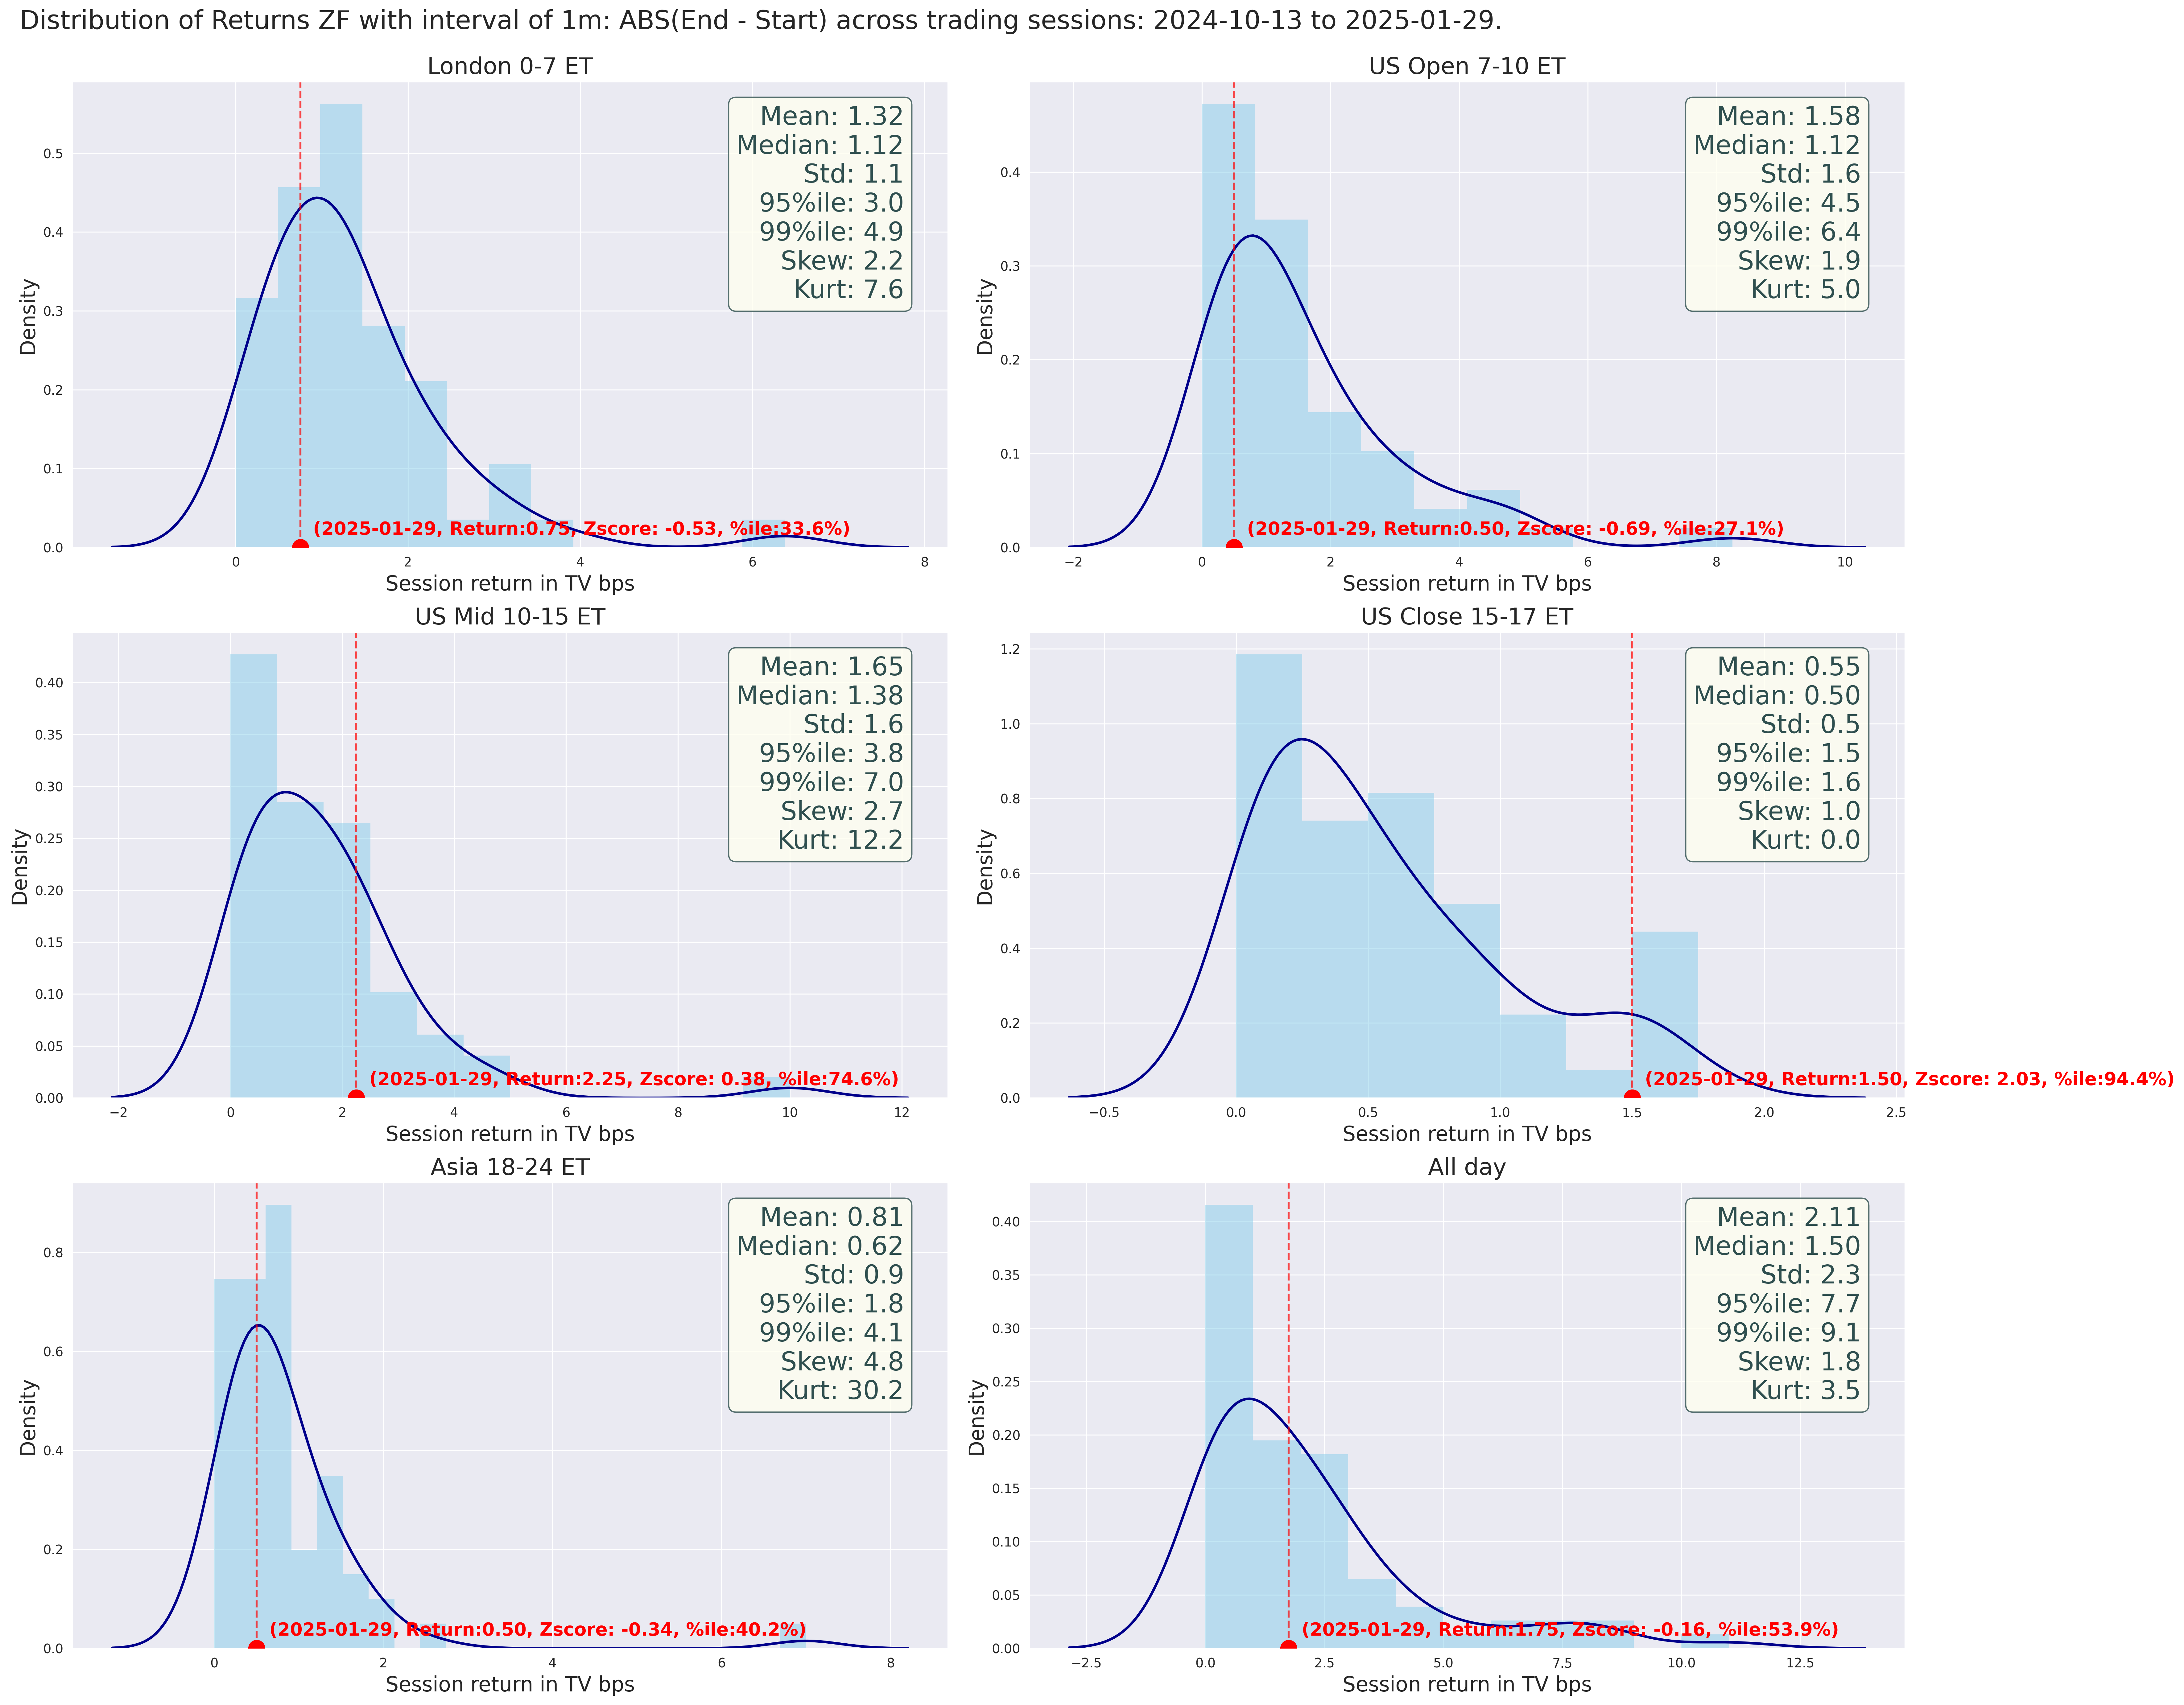 Distribution of Returns ZF with interval of 1m: ABS(End - Start) across trading sessions: 2024-10-13 to 2025-01-29.
London 0-7 ET
Mean: 1.32
Median: 1.12
Std: 1.1
95%ile: 3.0
99%ile: 4.9
Skew: 2.2
Kurt: 7.6
0.5
0.4
0.3
0.2
0.1
0.0
Density
(2025-01-29, Return:0.75, Zscore: -0.53, %ile:33.6%)
0 2 4 6 8
Session return in TV bps
US Open 7-10 ET
Mean: 1.58
Median: 1.12
Std: 1.6
95%ile: 4.5
99%ile: 6.4
Skew: 1.9
Kurt: 5.0
0.4
0.3
0.2
0.1
0.0
Density
(2025-01-29, Return:0.50, Zscore: -0.69, %ile:27.1%)
−2 0 2 4 6 8 10
Session return in TV bps
US Mid 10-15 ET
Mean: 1.65
Median: 1.38
Std: 1.6
95%ile: 3.8
99%ile: 7.0
Skew: 2.7
Kurt: 12.2
0.40
0.35
0.30
0.25
0.20
0.15
0.10
0.05
0.00
Density
(2025-01-29, Return:2.25, Zscore: 0.38, %ile:74.6%)
−2 0 2 4 6 8 10 12
Session return in TV bps
US Close 15-17 ET
Mean: 0.55
Median: 0.50
Std: 0.5
95%ile: 1.5
99%ile: 1.6
Skew: 1.0
Kurt: 0.0
1.2
1.0
0.8
0.6
0.4
0.2
0.0
Density
(2025-01-29, Return:1.50, Zscore: 2.03, %ile:94.4%)
−0.5 0.0 0.5 1.0 1.5 2.0 2.5
Session return in TV bps
Asia 18-24 ET
Mean: 0.81
Median: 0.62
Std: 0.9
95%ile: 1.8
99%ile: 4.1
Skew: 4.8
Kurt: 30.2
0.8
0.6
0.4
0.2
0.0
Density
(2025-01-29, Return:0.50, Zscore: -0.34, %ile:40.2%)
0 2 4 6 8
Session return in TV bps
All day
Mean: 2.11
Median: 1.50
Std: 2.3
95%ile: 7.7
99%ile: 9.1
Skew: 1.8
Kurt: 3.5
0.40
0.35
0.30
0.25
0.20
0.15
0.10
0.05
0.00
Density
(2025-01-29, Return:1.75, Zscore: -0.16, %ile:53.9%)
−2.5 0.0 2.5 5.0 7.5 10.0 12.5
Session return in TV bps